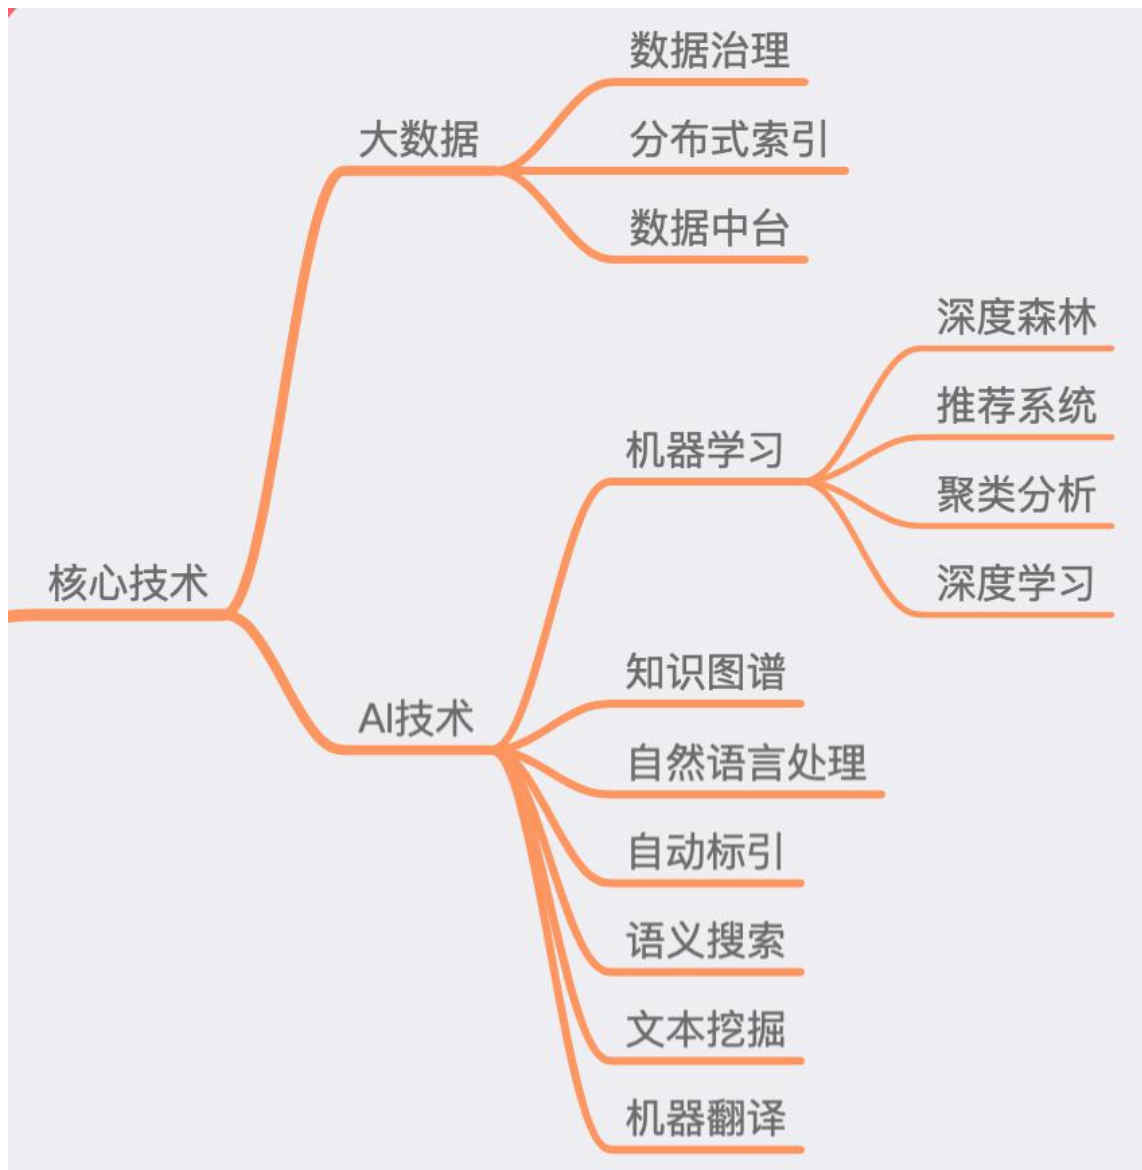 数据治理
大数据
分布式索引
数据中台
深度森林
推荐系统
机器学习
聚类分析
深度学习
核心技术
知识图谱
AI技术
自然语言处理
自动标引
语义搜索
文本挖掘
机器翻译